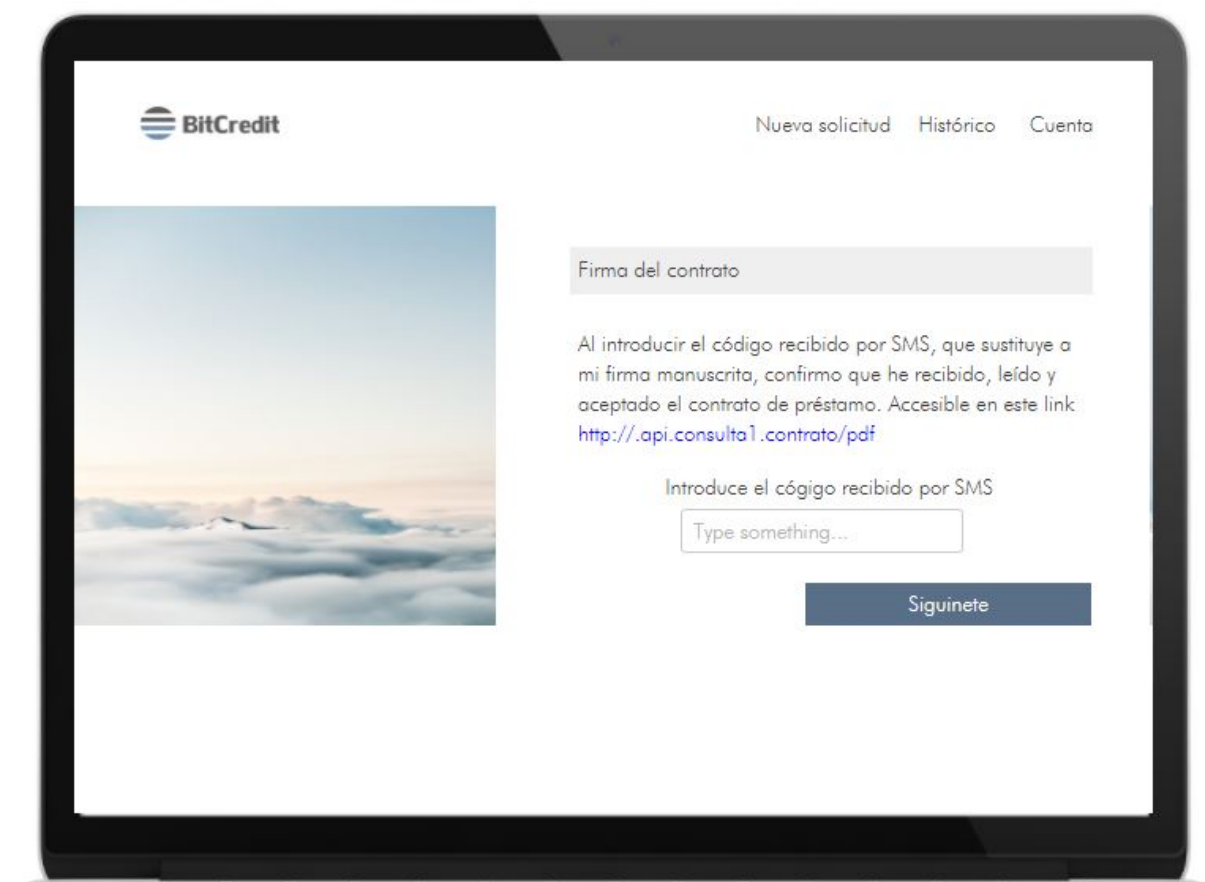 BitCredit
Nueva solicitud Histórico Cuenta
Firma del contrato
Al introducir el código recibido por SMS, que sustituye a
mi firma manuscrita, confirmo que he recibido, leído y
aceptado el contrato de préstamo. Accesible en este link
http://.api.consulta1.contrato/pdf
Introduce el cógigo recibido por SMS
Type something...
Siguinete